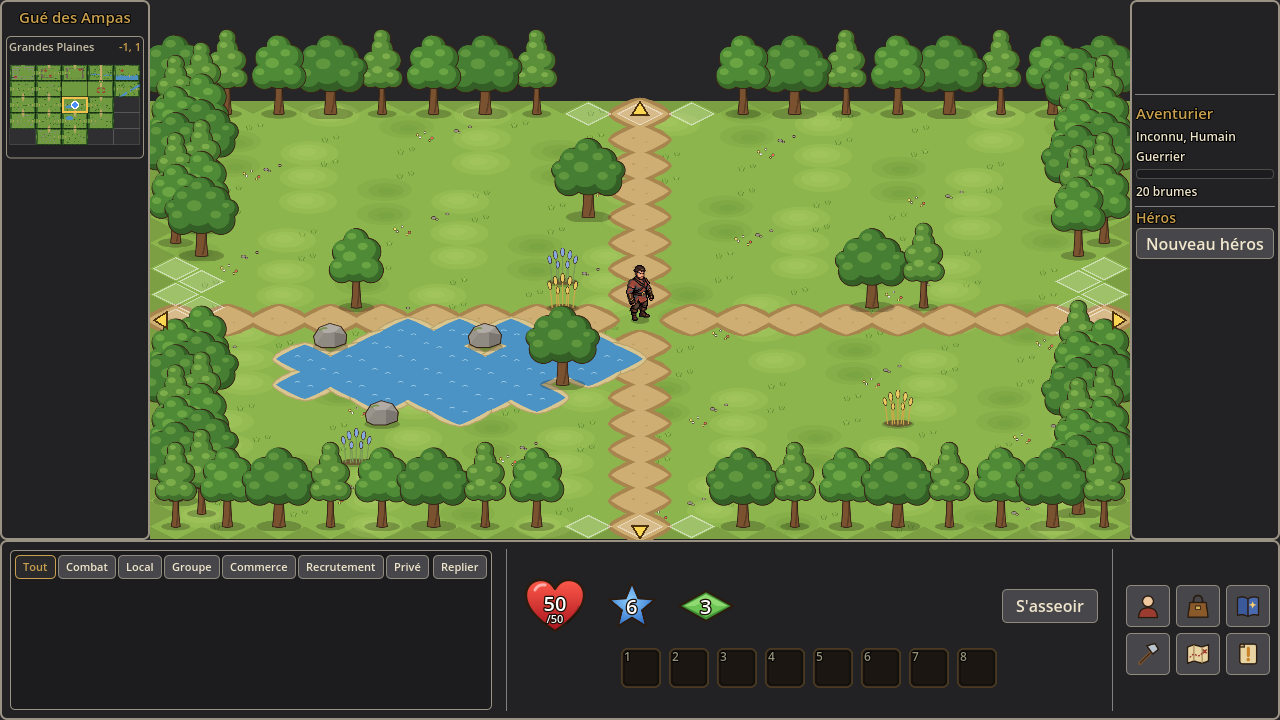 Gué des Ampas
Grandes Plaines -1, 1
Aventurier
Inconnu, Humain
Guerrier
20 brumes
Héros
Nouveau héros
Tout Combat Local Groupe Commerce Recrutement Privé Replier
50
/50
6
3
S'asseoir
1 2 3 4 5 6 7 8